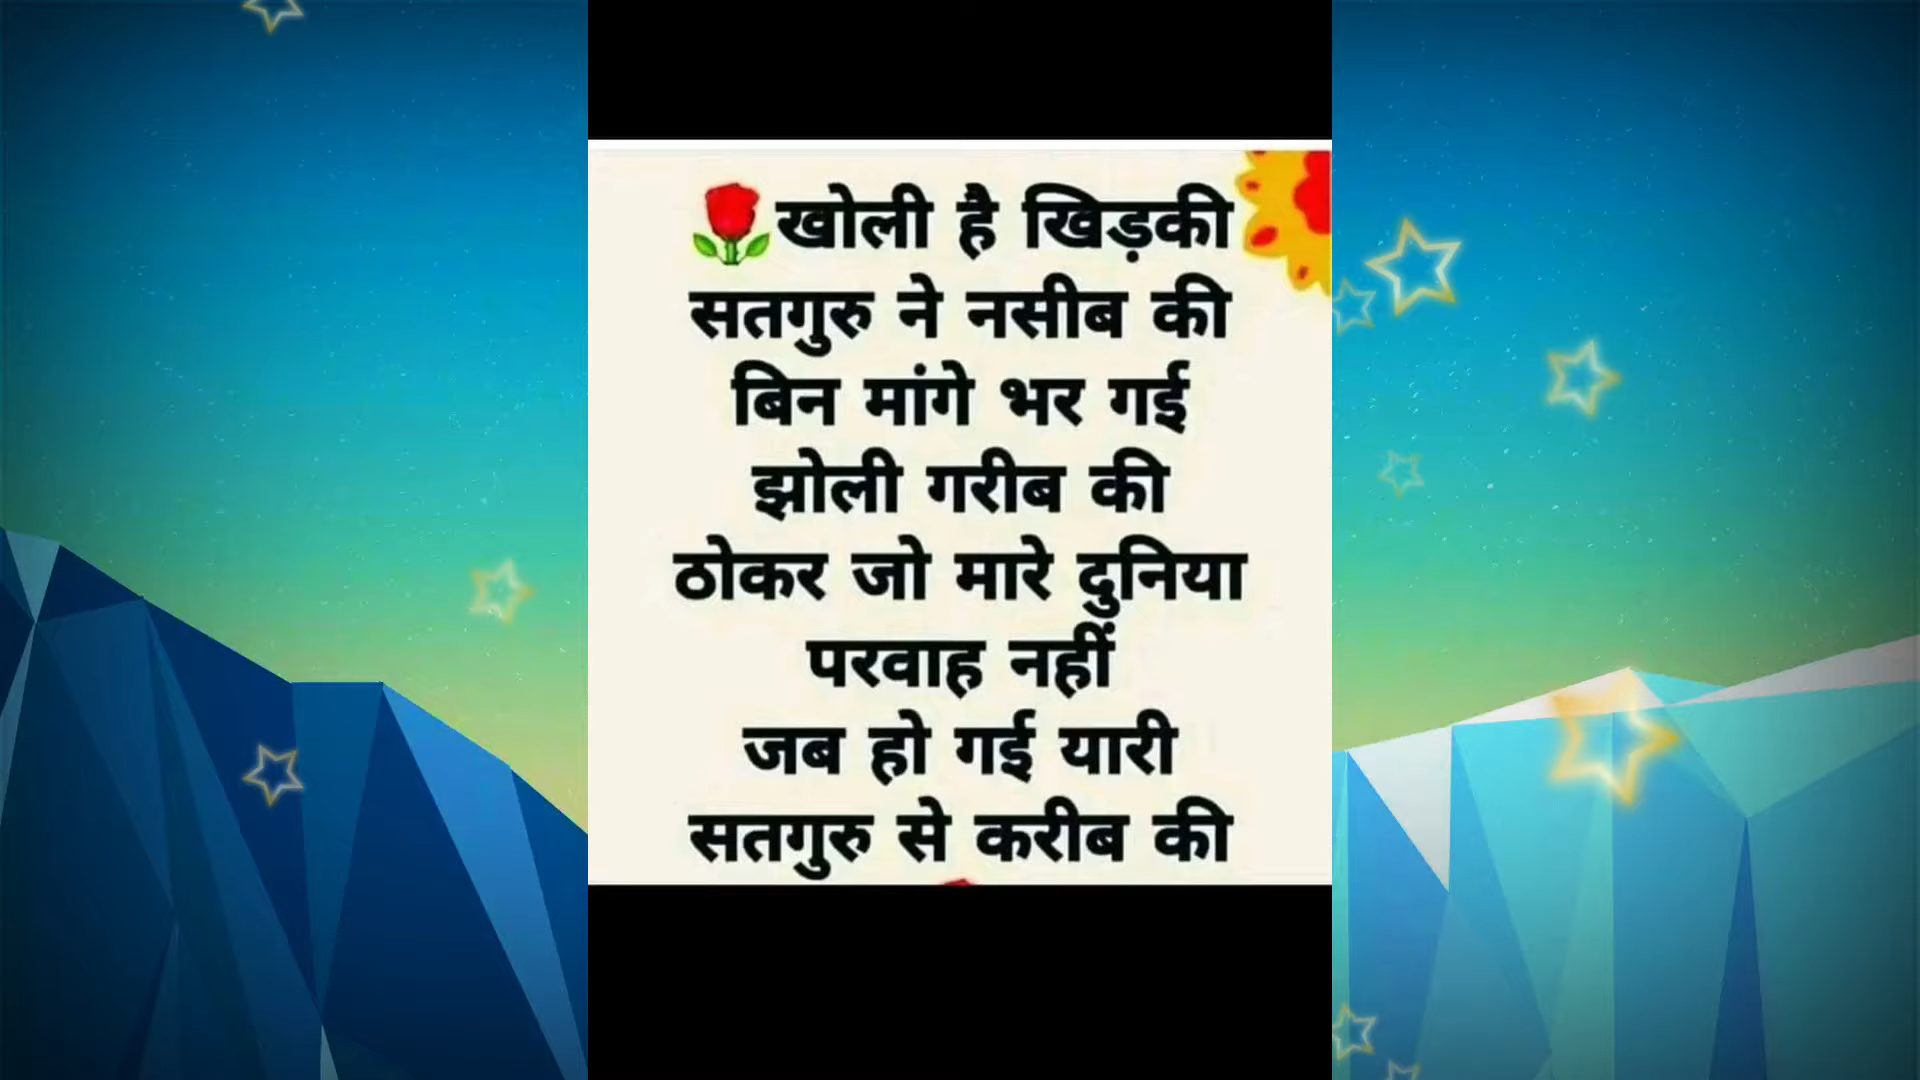 🌹खोली है खिड़की
सतगुरु ने नसीब की
बिन मांगे भर गई
झोली गरीब की
ठोकर जो मारे दुनिया
परवाह नहीं
जब हो गई यारी
सतगुरु से करीब की